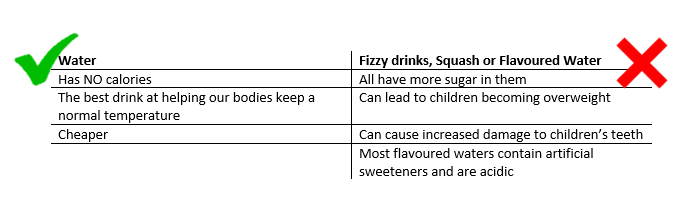 Water Fizzy drinks, Squash or Flavoured Water
Has NO calories All have more sugar in them
The best drink at helping our bodies keep a
normal temperature
Can lead to children becoming overweight
Cheaper Can cause increased damage to children’s teeth
Most flavoured waters contain artificial
sweeteners and are acidic